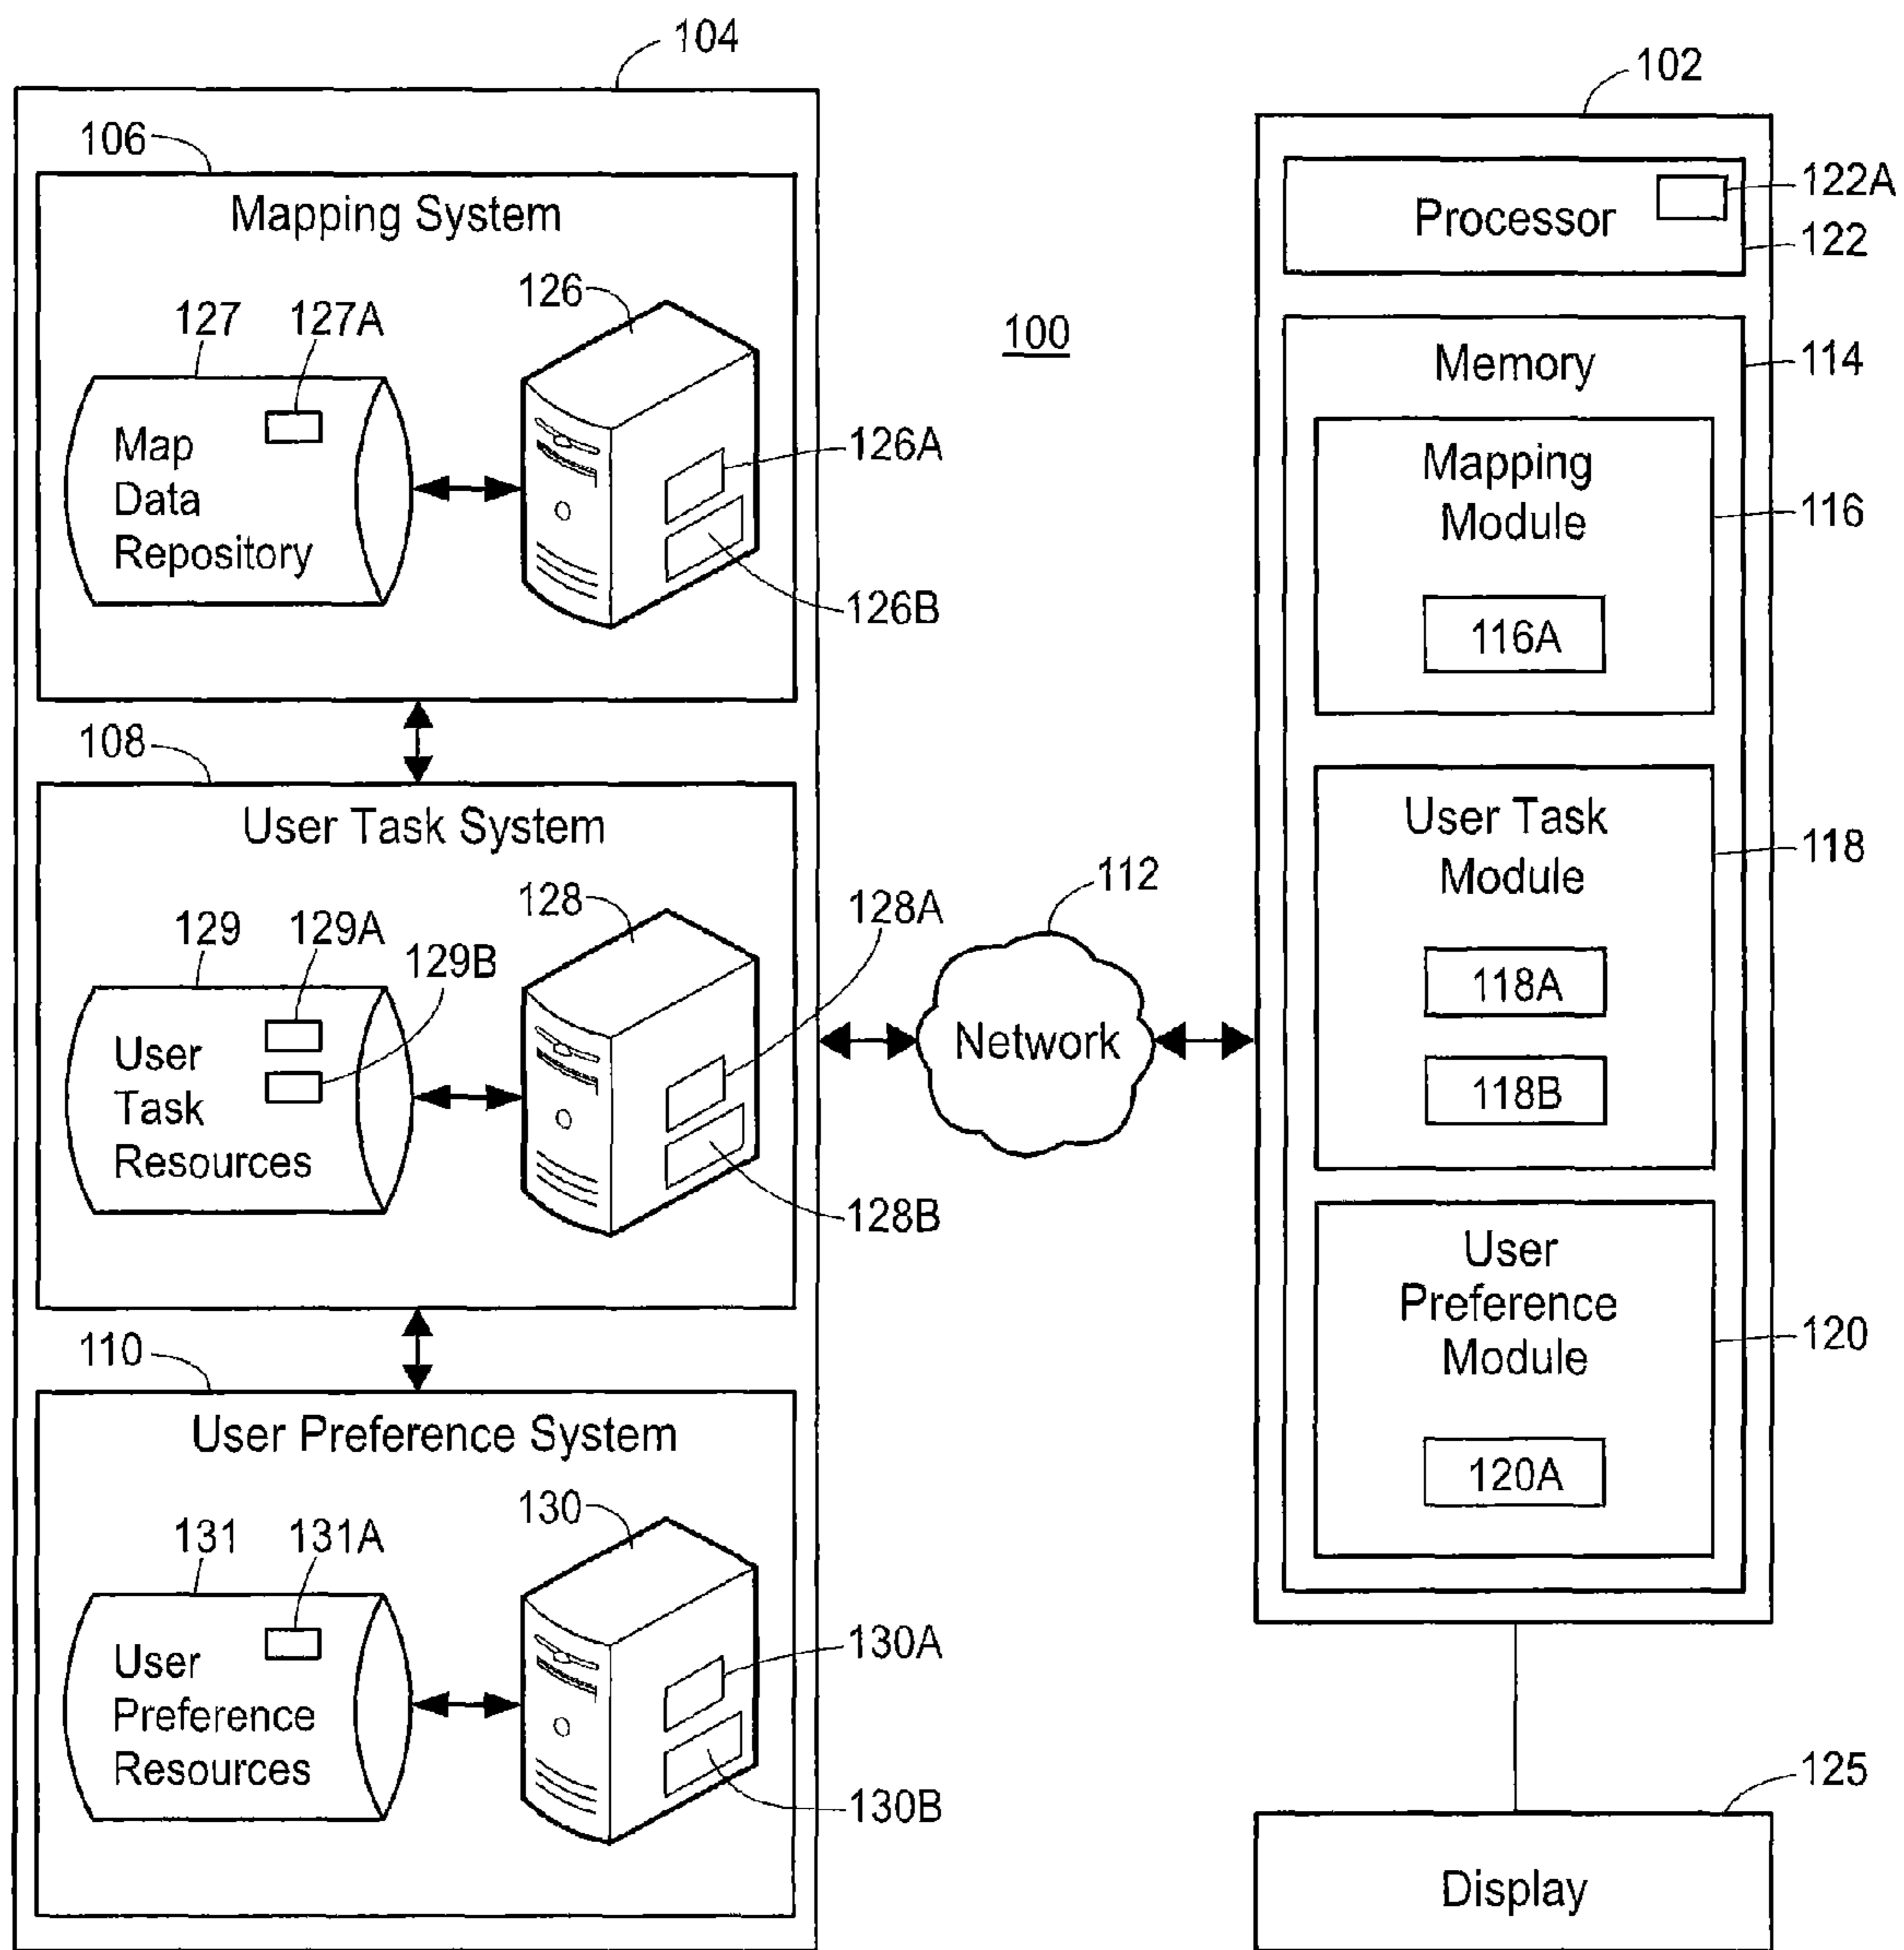 104
106
Mapping System
127
127A
126
Map
Data
Repository
126A
126B
108
User Task System
129
129A
129B
128
128A
User
Task
Resources
128B
110
User Preference System
131
131A
130
User
Preference
Resources
130A
130B
100
112
Network
102
122A
Processor
122
Memory
114
Mapping
Module
116
116A
User Task
Module
118
118A
118B
User
Preference
Module
120
120A
125
Display